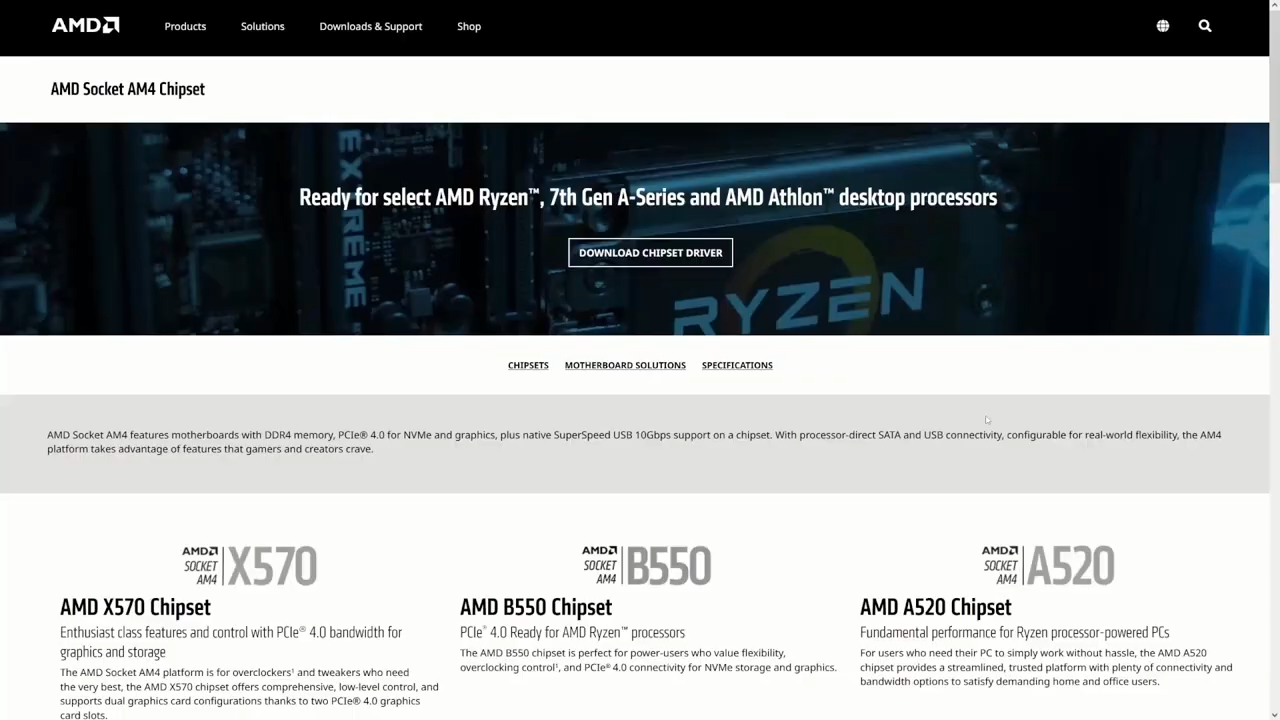 AMD
Products
Solutions
Downloads & Support
Shop
AMD Socket AM4 Chipset
EXTREME
Ready for select AMD Ryzen™, 7th Gen A-Series and AMD Athlon™ desktop processors
DOWNLOAD CHIPSET DRIVER
RYZEN
CHIPSETS
MOTHERBOARD SOLUTIONS
SPECIFICATIONS
AMD Socket AM4 features motherboards with DDR4 memory, PCIe® 4.0 for NVMe and graphics, plus native SuperSpeed USB 10Gbps support on a chipset. With processor-direct SATA and USB connectivity, configurable for real-world flexibility, the AM4
platform takes advantage of features that gamers and creators crave.
AMD
SOCKET
AM4
X570
AMD X570 Chipset
Enthusiast class features and control with PCIe® 4.0 bandwidth for
graphics and storage
The AMD Socket AM4 platform is for overclockers¹ and tweakers who need
the very best, the AMD X570 chipset offers comprehensive, low-level control, and
supports dual graphics card configurations thanks to two PCIe® 4.0 graphics
card slots.
AMD
SOCKET
AM4
B550
AMD B550 Chipset
PCIe® 4.0 Ready for AMD Ryzen™ processors
The AMD B550 chipset is perfect for power-users who value flexibility,
overclocking control¹, and PCIe® 4.0 connectivity for NVMe storage and graphics.
AMD
SOCKET
AM4
A520
AMD A520 Chipset
Fundamental performance for Ryzen processor-powered PCs
For users who need their PC to simply work without hassle, the AMD A520
chipset provides a streamlined, trusted platform with plenty of connectivity and
bandwidth options to satisfy demanding home and office users.